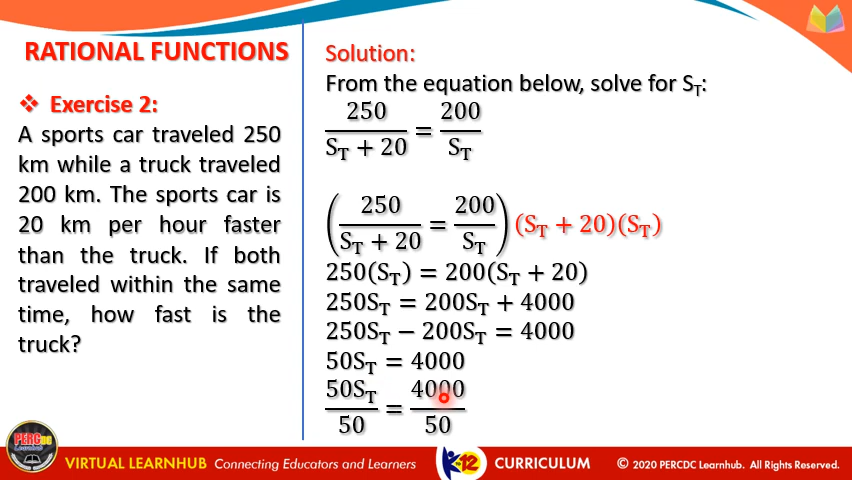 RATIONAL FUNCTIONS
❖ Exercise 2:
A sports car traveled 250
km while a truck traveled
200 km. The sports car is
20 km per hour faster
than the truck. If both
traveled within the same
time, how fast is the
truck?
Solution:
From the equation below, solve for S_T:
250/(S_T + 20) = 200/S_T
(250/(S_T + 20) = 200/S_T) (S_T + 20)(S_T)
250(S_T) = 200(S_T + 20)
250S_T = 200S_T + 4000
250S_T − 200S_T = 4000
50S_T = 4000
50S_T/50 = 4000/50
PERCDC
Learnhub
VIRTUAL LEARNHUB Connecting Educators and Learners
K to 12 CURRICULUM
© 2020 PERCDC Learnhub. All Rights Reserved.